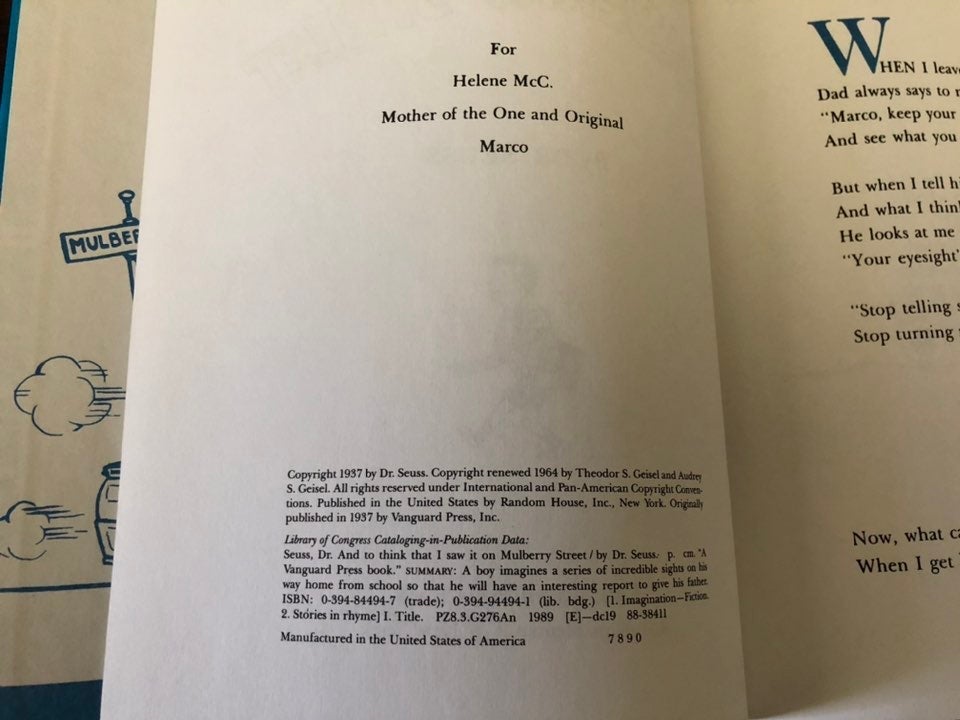 MULBER
For
Helene McC.
Mother of the One and Original
Marco
Copyright 1937 by Dr. Seuss. Copyright renewed 1964 by Theodor S. Geisel and Audrey
S. Geisel. All rights reserved under International and Pan-American Copyright Conven-
tions. Published in the United States by Random House, Inc., New York. Originally
published in 1937 by Vanguard Press, Inc.
Library of Congress Cataloging-in-Publication Data:
Seuss, Dr. And to think that I saw it on Mulberry Street / by Dr. Seuss. p. cm. "A
Vanguard Press book." SUMMARY: A boy imagines a series of incredible sights on his
way home from school so that he will have an interesting report to give his father.
ISBN: 0-394-84494-7 (trade); 0-394-94494-1 (lib. bdg.) [1. Imagination—Fiction.
2. Stories in rhyme] I. Title. PZ8.3.G276An 1989 [E]—dc19 88-38411
Manufactured in the United States of America 7 8 9 0
WHEN I leave
Dad always says to
"Marco, keep your
And see what you
But when I tell
And what I
He looks at me
"Your eyesight'
"Stop telling
Stop turning
Now, what
When I get